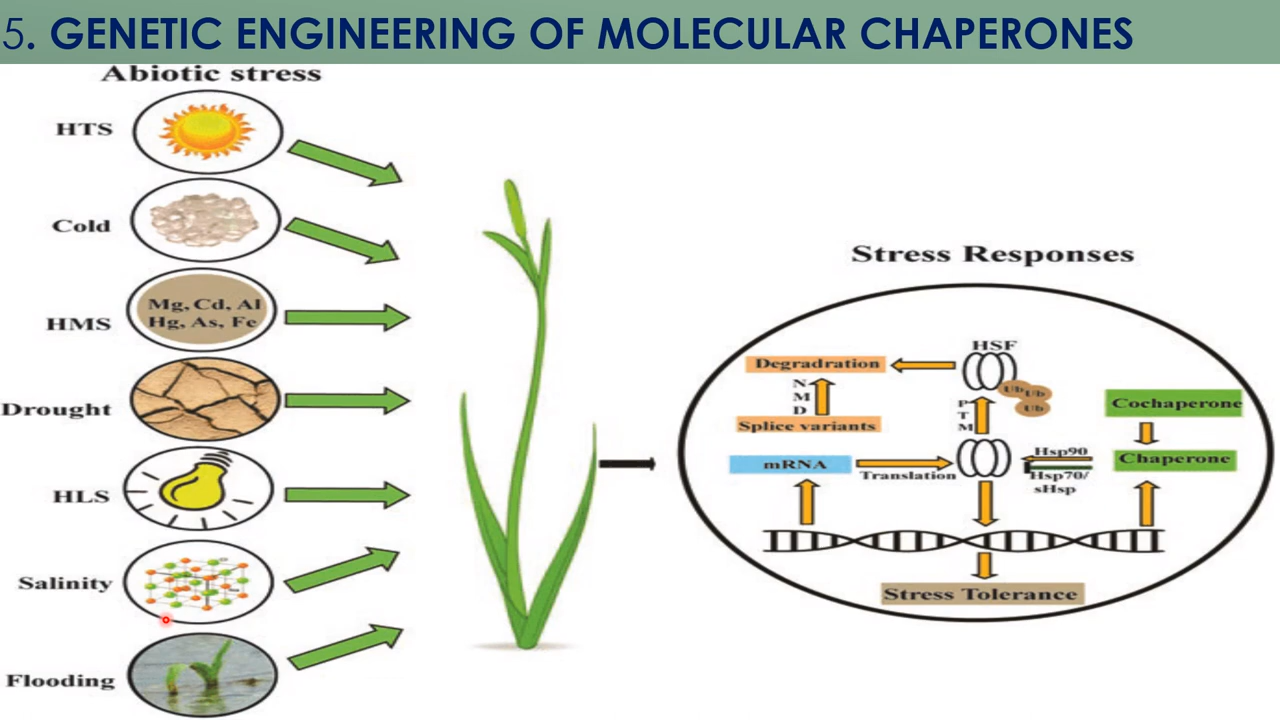 5. GENETIC ENGINEERING OF MOLECULAR CHAPERONES
Abiotic stress
HTS
Cold
HMS
Mg, Cd, Al
Hg, As, Fe
Drought
HLS
Salinity
Flooding
Stress Responses
HSF
Degradration
Ub
Ub
Ub
NMD
PTM
Cochaperone
Splice variants
Hsp90
mRNA
Chaperone
Translation
Hsp70/
sHsp
Stress Tolerance